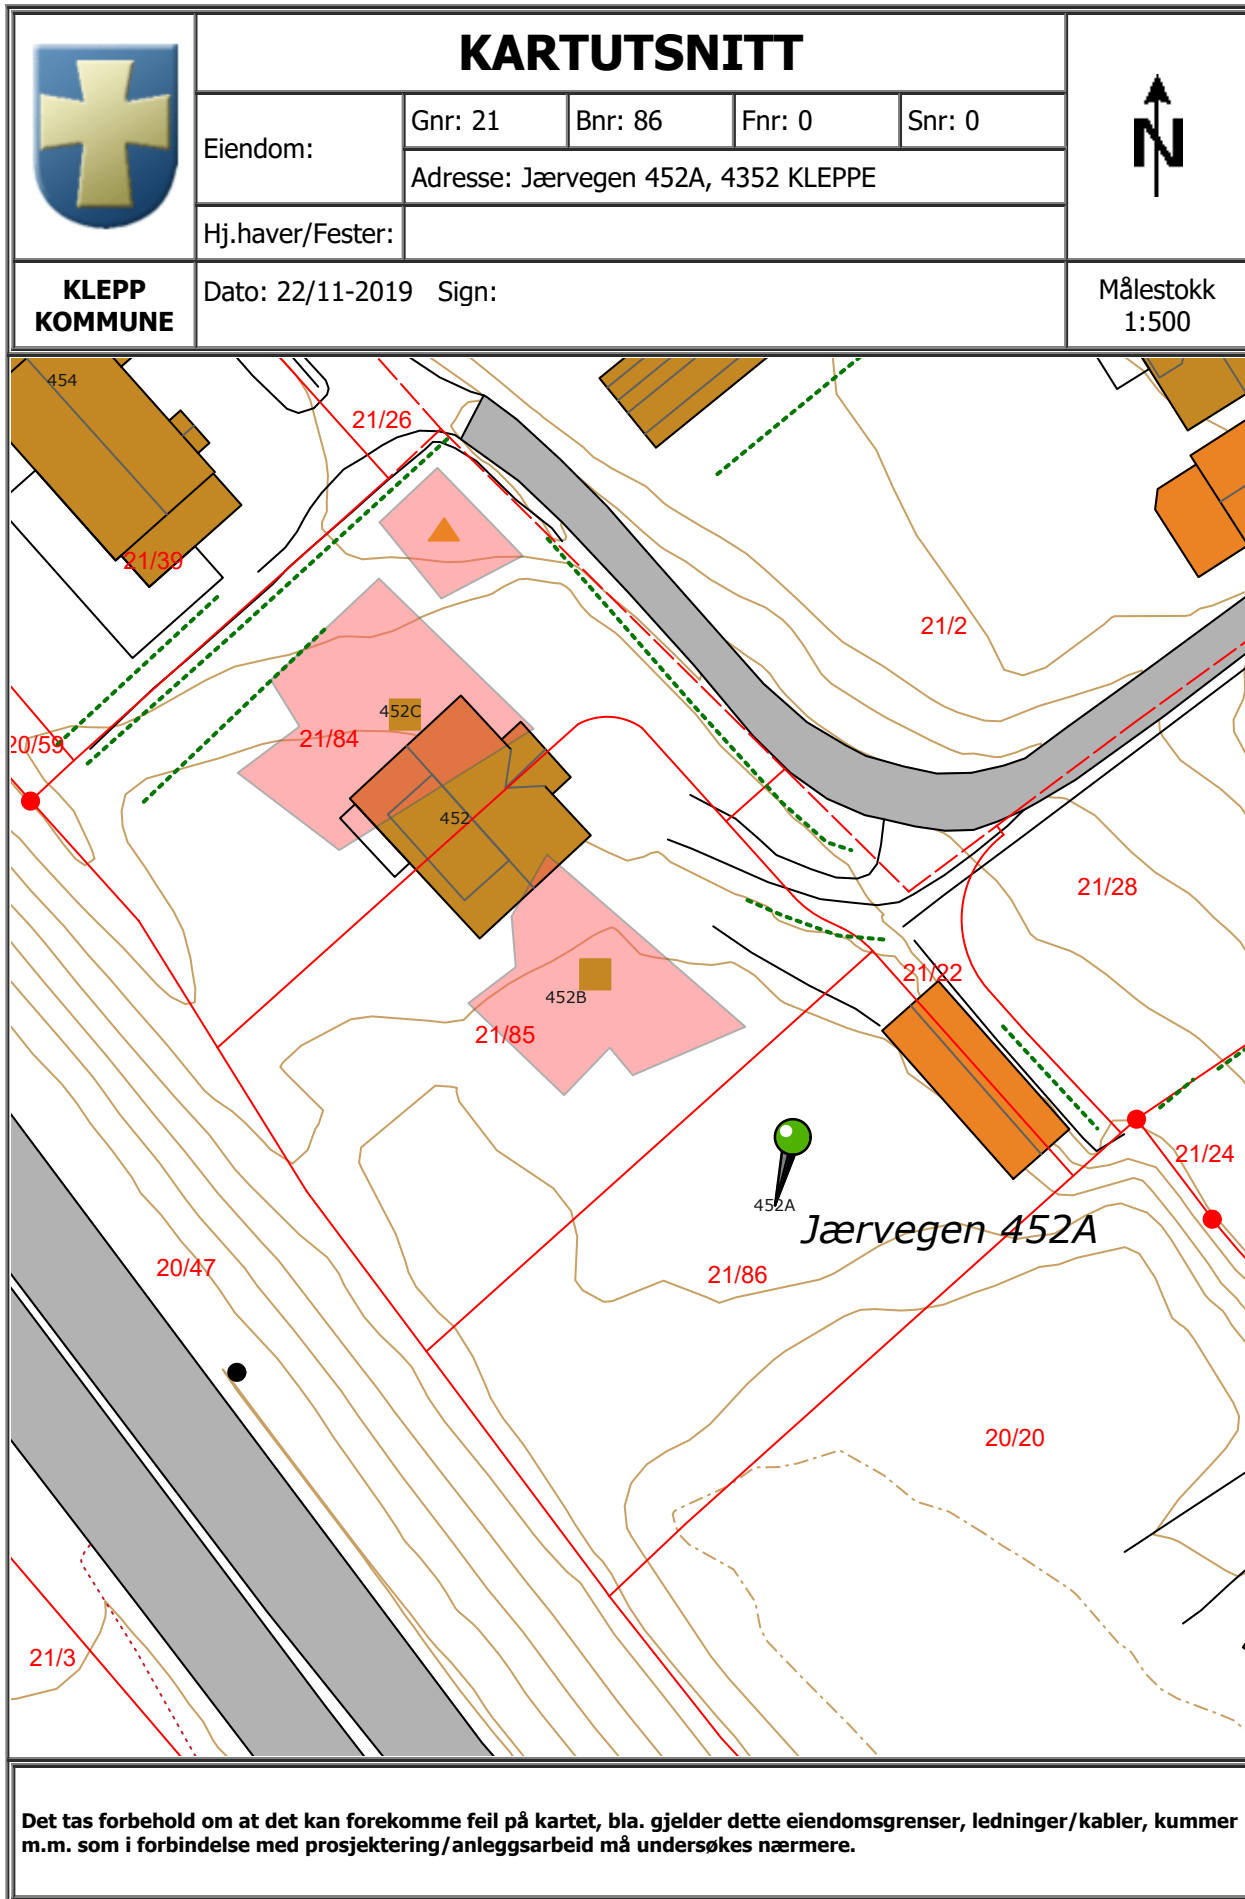 KARTUTSNITT
Eiendom:
Gnr: 21
Bnr: 86
Fnr: 0
Snr: 0
Adresse: Jærvegen 452A, 4352 KLEPPE
Hj.haver/Fester:
N
KLEPP
KOMMUNE
Dato: 22/11-2019 Sign:
Målestokk
1:500
454
21/26
21/39
21/2
452C
21/84
20/59
452
21/28
21/22
452B
21/85
21/24
452A
Jærvegen 452A
20/47
21/86
20/20
21/3
Det tas forbehold om at det kan forekomme feil på kartet, bla. gjelder dette eiendomsgrenser, ledninger/kabler, kummer
m.m. som i forbindelse med prosjektering/anleggsarbeid må undersøkes nærmere.